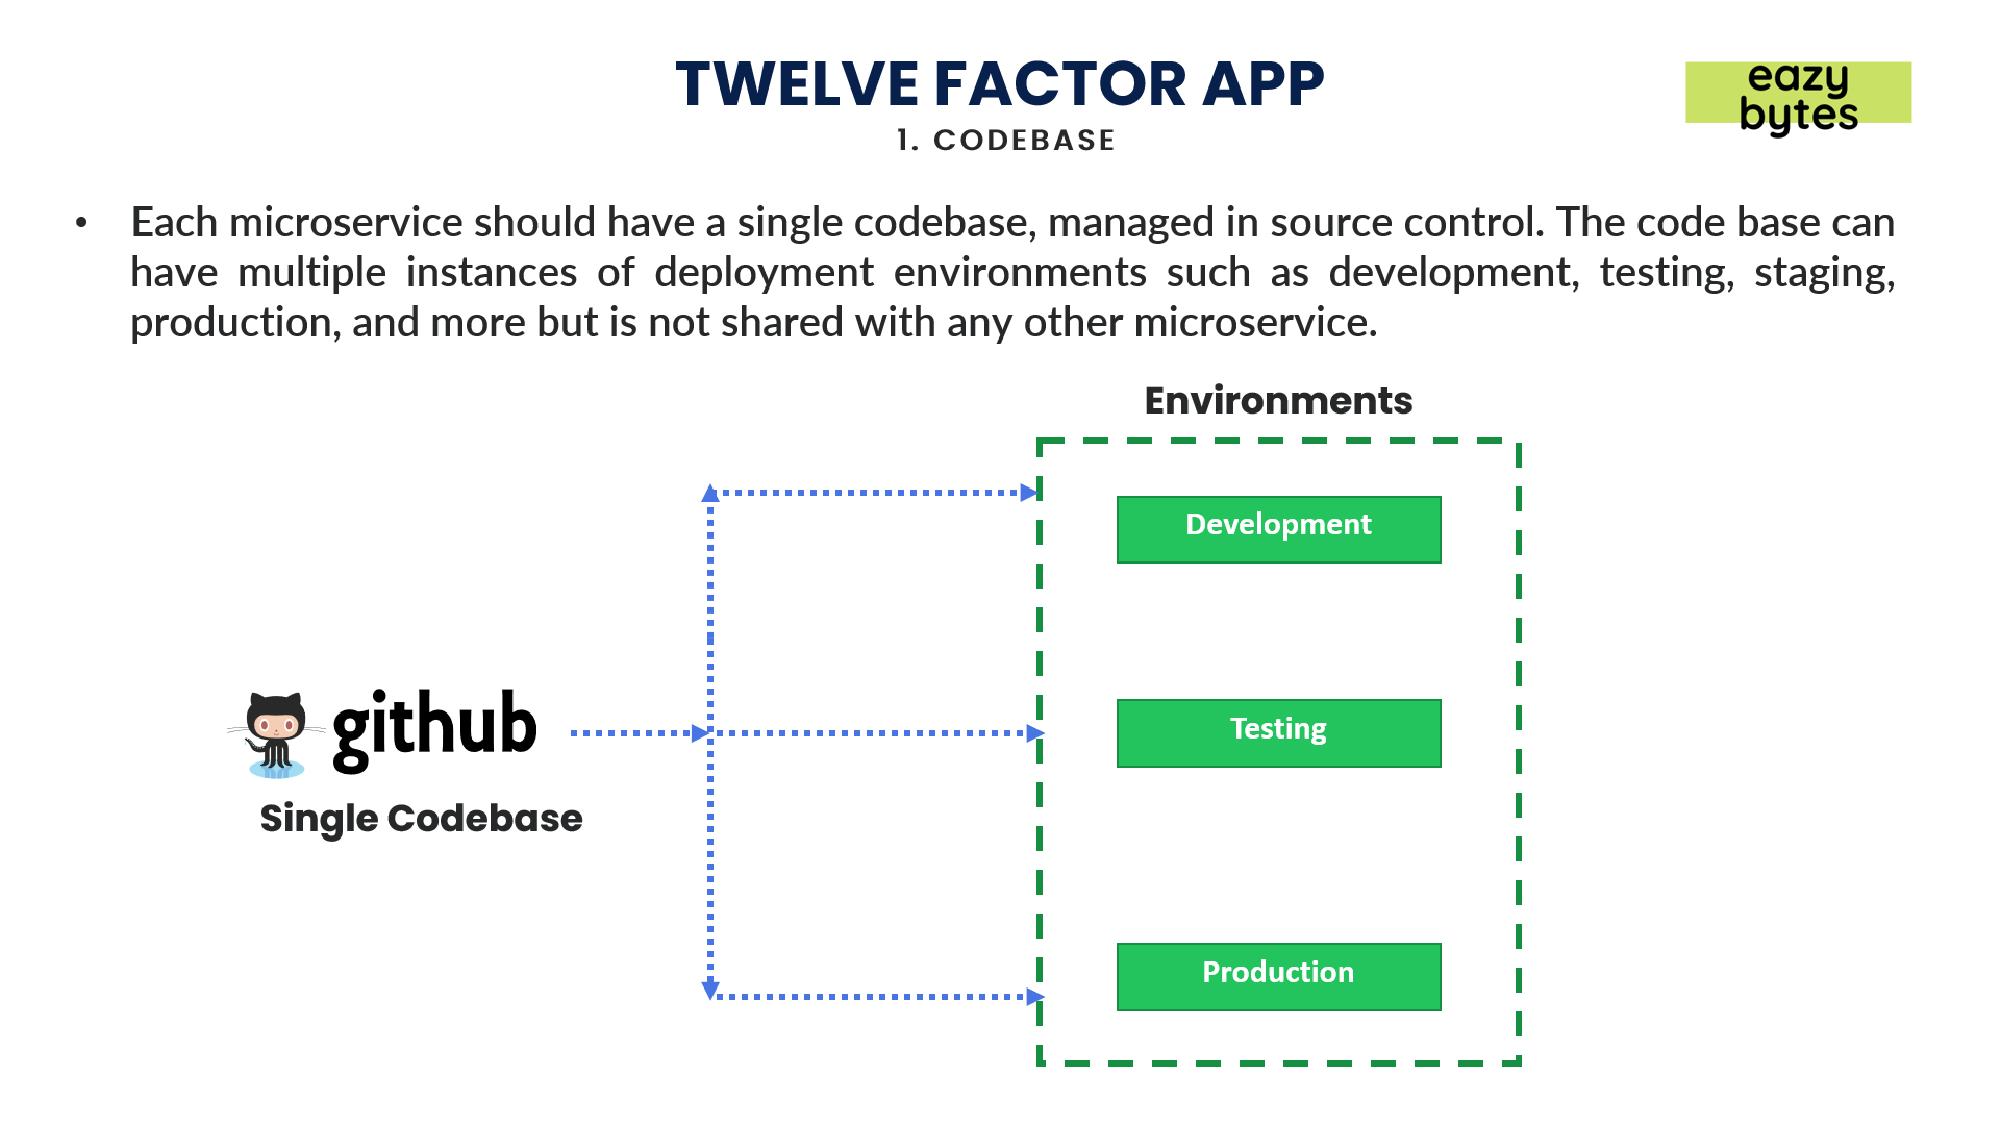 TWELVE FACTOR APP
eazy
bytes
1. CODEBASE
• Each microservice should have a single codebase, managed in source control. The code base can
have multiple instances of deployment environments such as development, testing, staging,
production, and more but is not shared with any other microservice.
Environments
Development
github
Testing
Single Codebase
Production